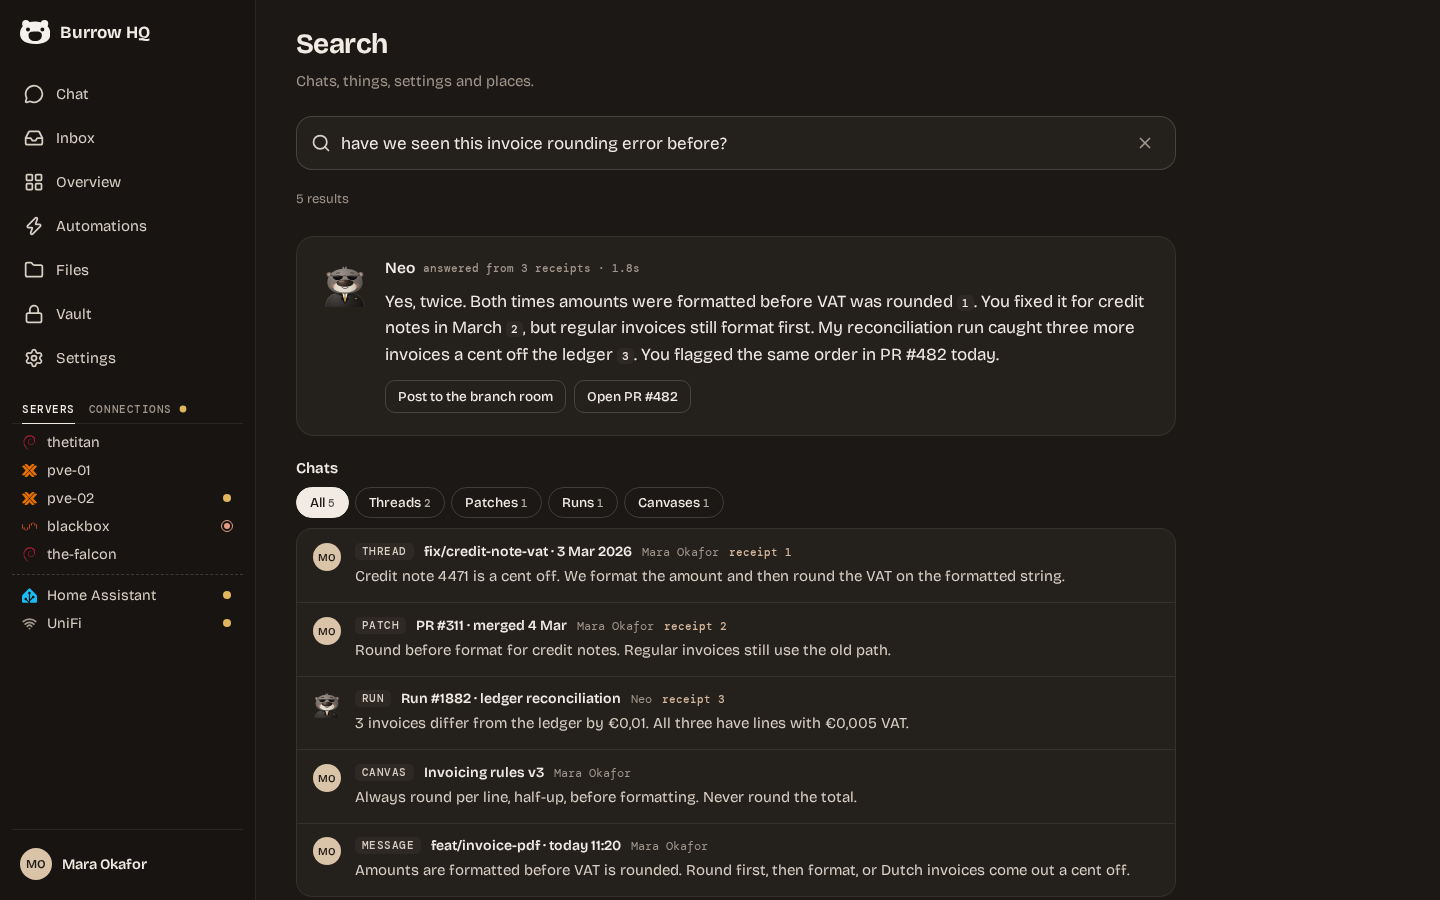 Burrow HQ
Chat
Inbox
Overview
Automations
Files
Vault
Settings
SERVERS CONNECTIONS
thetitan
pve-01
pve-02
blackbox
the-falcon
Home Assistant
UniFi
MO Mara Okafor
Search
Chats, things, settings and places.
have we seen this invoice rounding error before?
5 results
Neo answered from 3 receipts · 1.8s
Yes, twice. Both times amounts were formatted before VAT was rounded 1. You fixed it for credit
notes in March 2, but regular invoices still format first. My reconciliation run caught three more
invoices a cent off the ledger 3. You flagged the same order in PR #482 today.
Post to the branch room Open PR #482
Chats
All 5 Threads 2 Patches 1 Runs 1 Canvases 1
MO THREAD fix/credit-note-vat · 3 Mar 2026 Mara Okafor receipt 1
Credit note 4471 is a cent off. We format the amount and then round the VAT on the formatted string.
MO PATCH PR #311 · merged 4 Mar Mara Okafor receipt 2
Round before format for credit notes. Regular invoices still use the old path.
RUN Run #1882 · ledger reconciliation Neo receipt 3
3 invoices differ from the ledger by €0,01. All three have lines with €0,005 VAT.
MO CANVAS Invoicing rules v3 Mara Okafor
Always round per line, half-up, before formatting. Never round the total.
MO MESSAGE feat/invoice-pdf · today 11:20 Mara Okafor
Amounts are formatted before VAT is rounded. Round first, then format, or Dutch invoices come out a cent off.